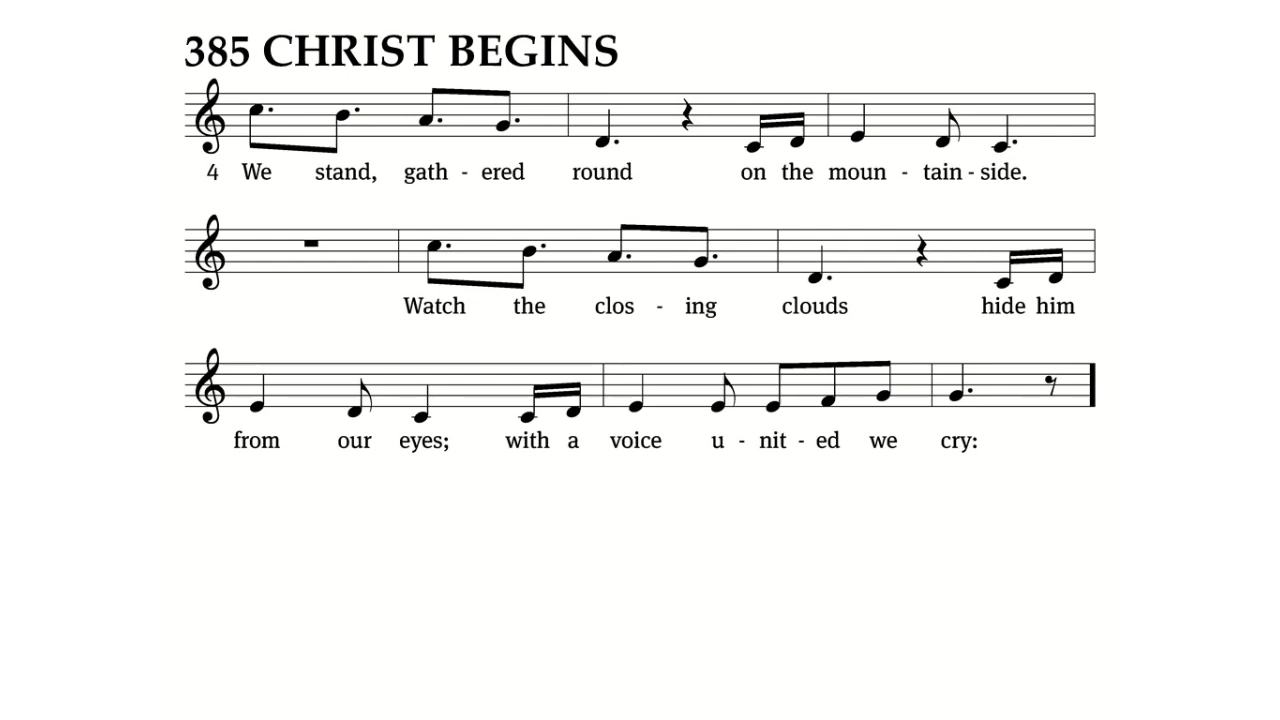 385 CHRIST BEGINS
4 We stand, gath - ered round on the moun - tain - side.
Watch the clos - ing clouds hide him
from our eyes; with a voice u - nit - ed we cry: